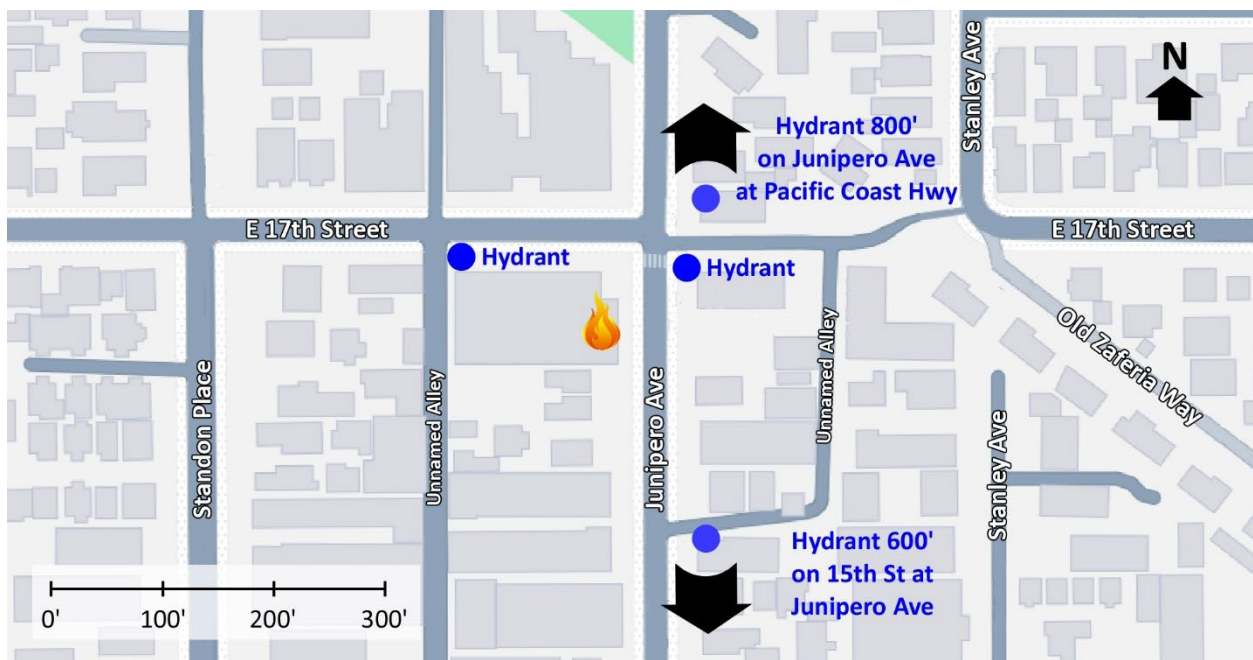 Stanley Ave
N
Hydrant 800'
on Junipero Ave
at Pacific Coast Hwy
E 17th Street
E 17th Street
Hydrant
Hydrant
Standon Place
Unnamed Alley
Junipero Ave
Unnamed Alley
Old Zaferia Way
Stanley Ave
Hydrant 600'
on 15th St at
Junipero Ave
0'
100'
200'
300'